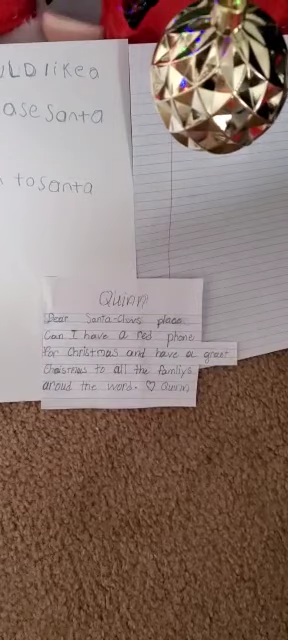 ULD like a
ase Santa
to santa
Quinn
Dear Santa-Claus place
Can I have a red phone
for Christmas and have a great
Christmas to all the familys
aroud the word. ♡ Quinn